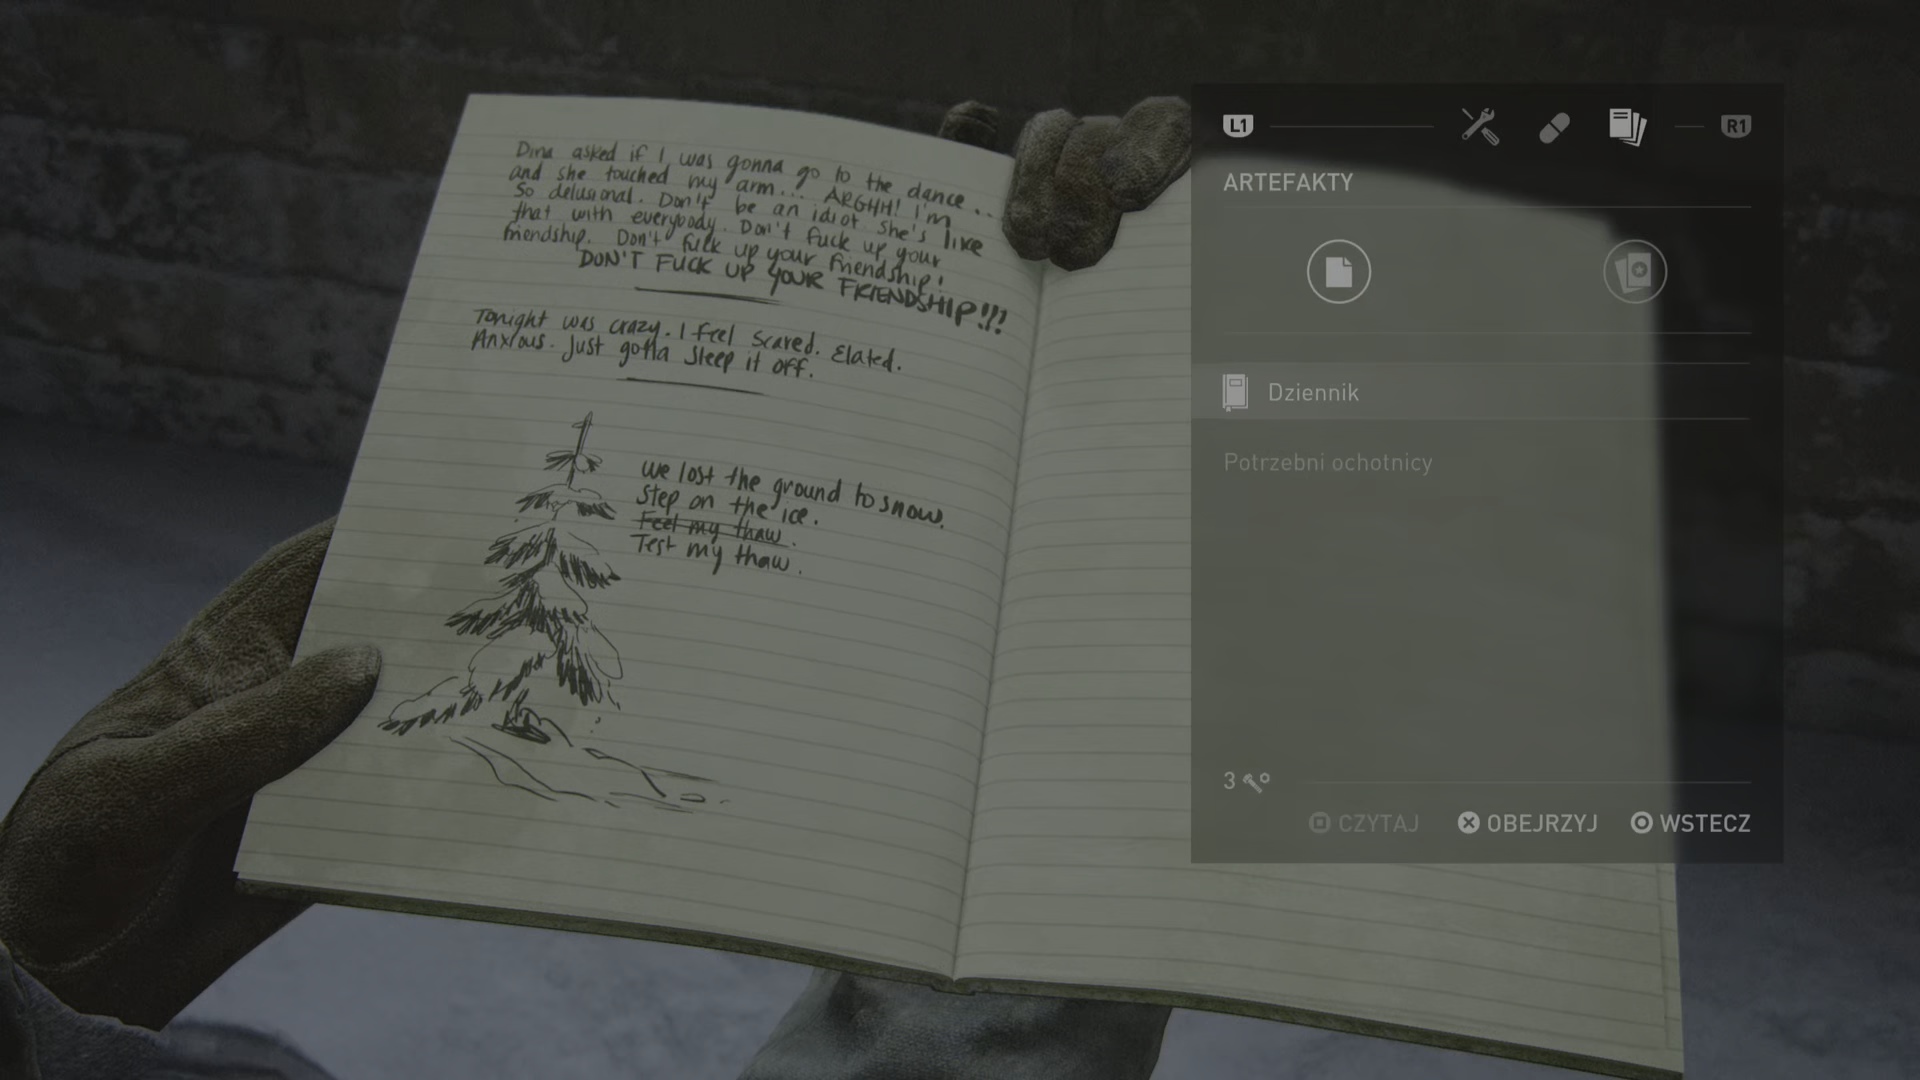 Dina asked if I was gonna go to the dance...
and she touched my arm... ARGHH! I'm
so delusional. Don't be an idiot. She's like
that with everybody. Don't fuck up your
friendship. Don't fuck up your friendship!
DON'T FUCK UP YOUR FRIENDSHIP!!!
Tonight was crazy. I feel scared. Elated.
Anxious. Just gotta sleep it off.
We lost the ground to snow.
Step on the ice.
Feel my thaw.
Test my thaw.
L1
R1
ARTEFAKTY
Dziennik
Potrzebni ochotnicy
3
CZYTAJ OBEJRZYJ WSTECZ